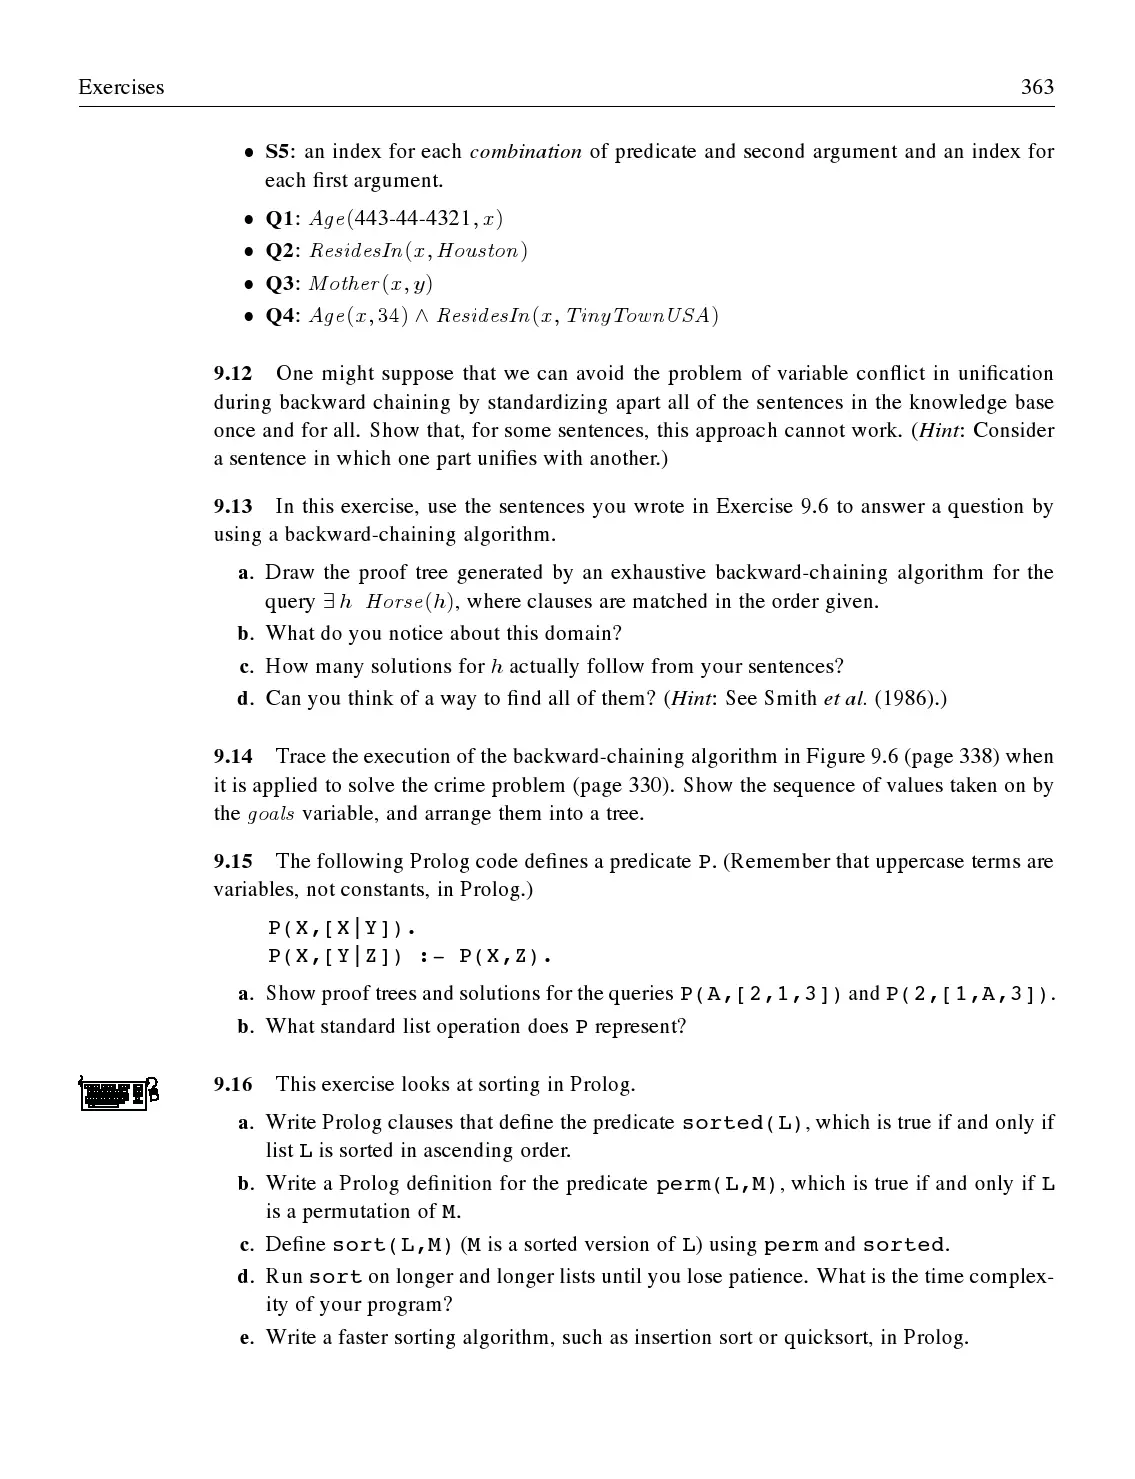 Exercises 363
• S5: an index for each combination of predicate and second argument and an index for
each first argument.
• Q1: Age(443-44-4321, x)
• Q2: ResidesIn(x, Houston)
• Q3: Mother(x, y)
• Q4: Age(x, 34) ∧ ResidesIn(x, TinyTownUSA)
9.12 One might suppose that we can avoid the problem of variable conflict in unification
during backward chaining by standardizing apart all of the sentences in the knowledge base
once and for all. Show that, for some sentences, this approach cannot work. (Hint: Consider
a sentence in which one part unifies with another.)
9.13 In this exercise, use the sentences you wrote in Exercise 9.6 to answer a question by
using a backward-chaining algorithm.
a. Draw the proof tree generated by an exhaustive backward-chaining algorithm for the
query ∃ h Horse(h), where clauses are matched in the order given.
b. What do you notice about this domain?
c. How many solutions for h actually follow from your sentences?
d. Can you think of a way to find all of them? (Hint: See Smith et al. (1986).)
9.14 Trace the execution of the backward-chaining algorithm in Figure 9.6 (page 338) when
it is applied to solve the crime problem (page 330). Show the sequence of values taken on by
the goals variable, and arrange them into a tree.
9.15 The following Prolog code defines a predicate P. (Remember that uppercase terms are
variables, not constants, in Prolog.)
P(X,[X|Y]).
P(X,[Y|Z]) :- P(X,Z).
a. Show proof trees and solutions for the queries P(A,[2,1,3]) and P(2,[1,A,3]).
b. What standard list operation does P represent?
9.16 This exercise looks at sorting in Prolog.
a. Write Prolog clauses that define the predicate sorted(L), which is true if and only if
list L is sorted in ascending order.
b. Write a Prolog definition for the predicate perm(L,M), which is true if and only if L
is a permutation of M.
c. Define sort(L,M) (M is a sorted version of L) using perm and sorted.
d. Run sort on longer and longer lists until you lose patience. What is the time complex-
ity of your program?
e. Write a faster sorting algorithm, such as insertion sort or quicksort, in Prolog.